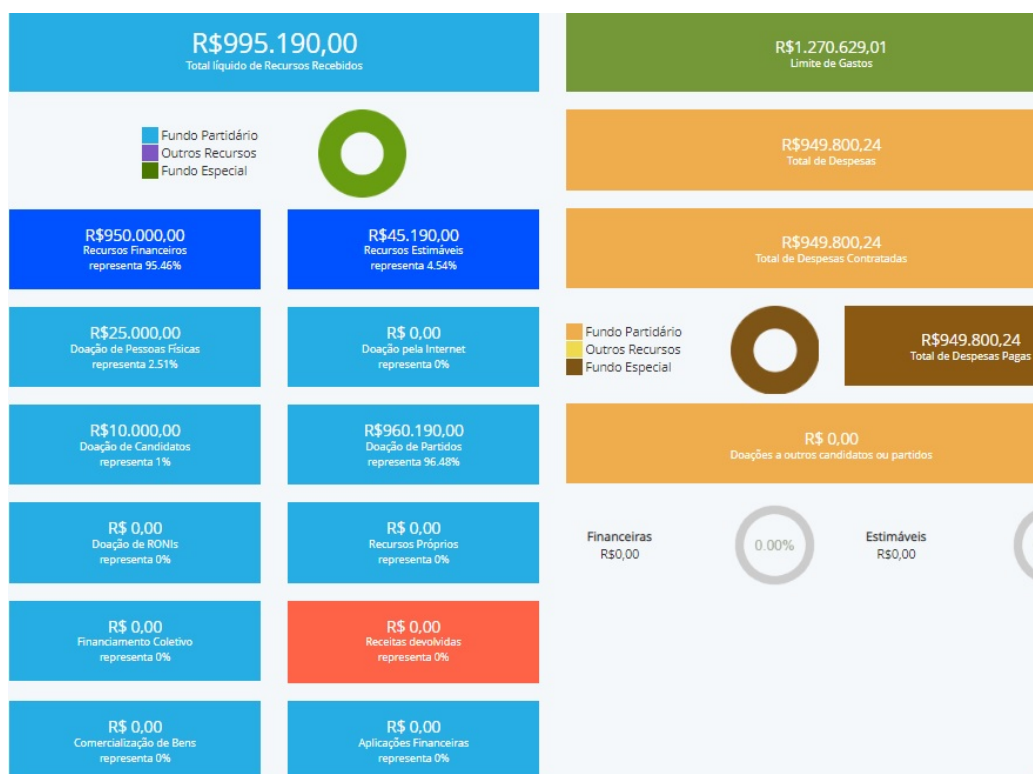 R$995.190,00
Total líquido de Recursos Recebidos
Fundo Partidário
Outros Recursos
Fundo Especial
R$950.000,00
Recursos Financeiros
representa 95.46%
R$45.190,00
Recursos Estimáveis
representa 4.54%
R$25.000,00
Doação de Pessoas Físicas
representa 2.51%
R$ 0,00
Doação pela Internet
representa 0%
R$10.000,00
Doação de Candidatos
representa 1%
R$960.190,00
Doação de Partidos
representa 96.48%
R$ 0,00
Doação de RONIs
representa 0%
R$ 0,00
Recursos Próprios
representa 0%
R$ 0,00
Financiamento Coletivo
representa 0%
R$ 0,00
Receitas devolvidas
representa 0%
R$ 0,00
Comercialização de Bens
representa 0%
R$ 0,00
Aplicações Financeiras
representa 0%
R$1.270.629,01
Limite de Gastos
R$949.800,24
Total de Despesas
R$949.800,24
Total de Despesas Contratadas
Fundo Partidário
Outros Recursos
Fundo Especial
R$949.800,24
Total de Despesas Pagas
R$ 0,00
Doações a outros candidatos ou partidos
Financeiras
R$0,00
0.00%
Estimáveis
R$0,00